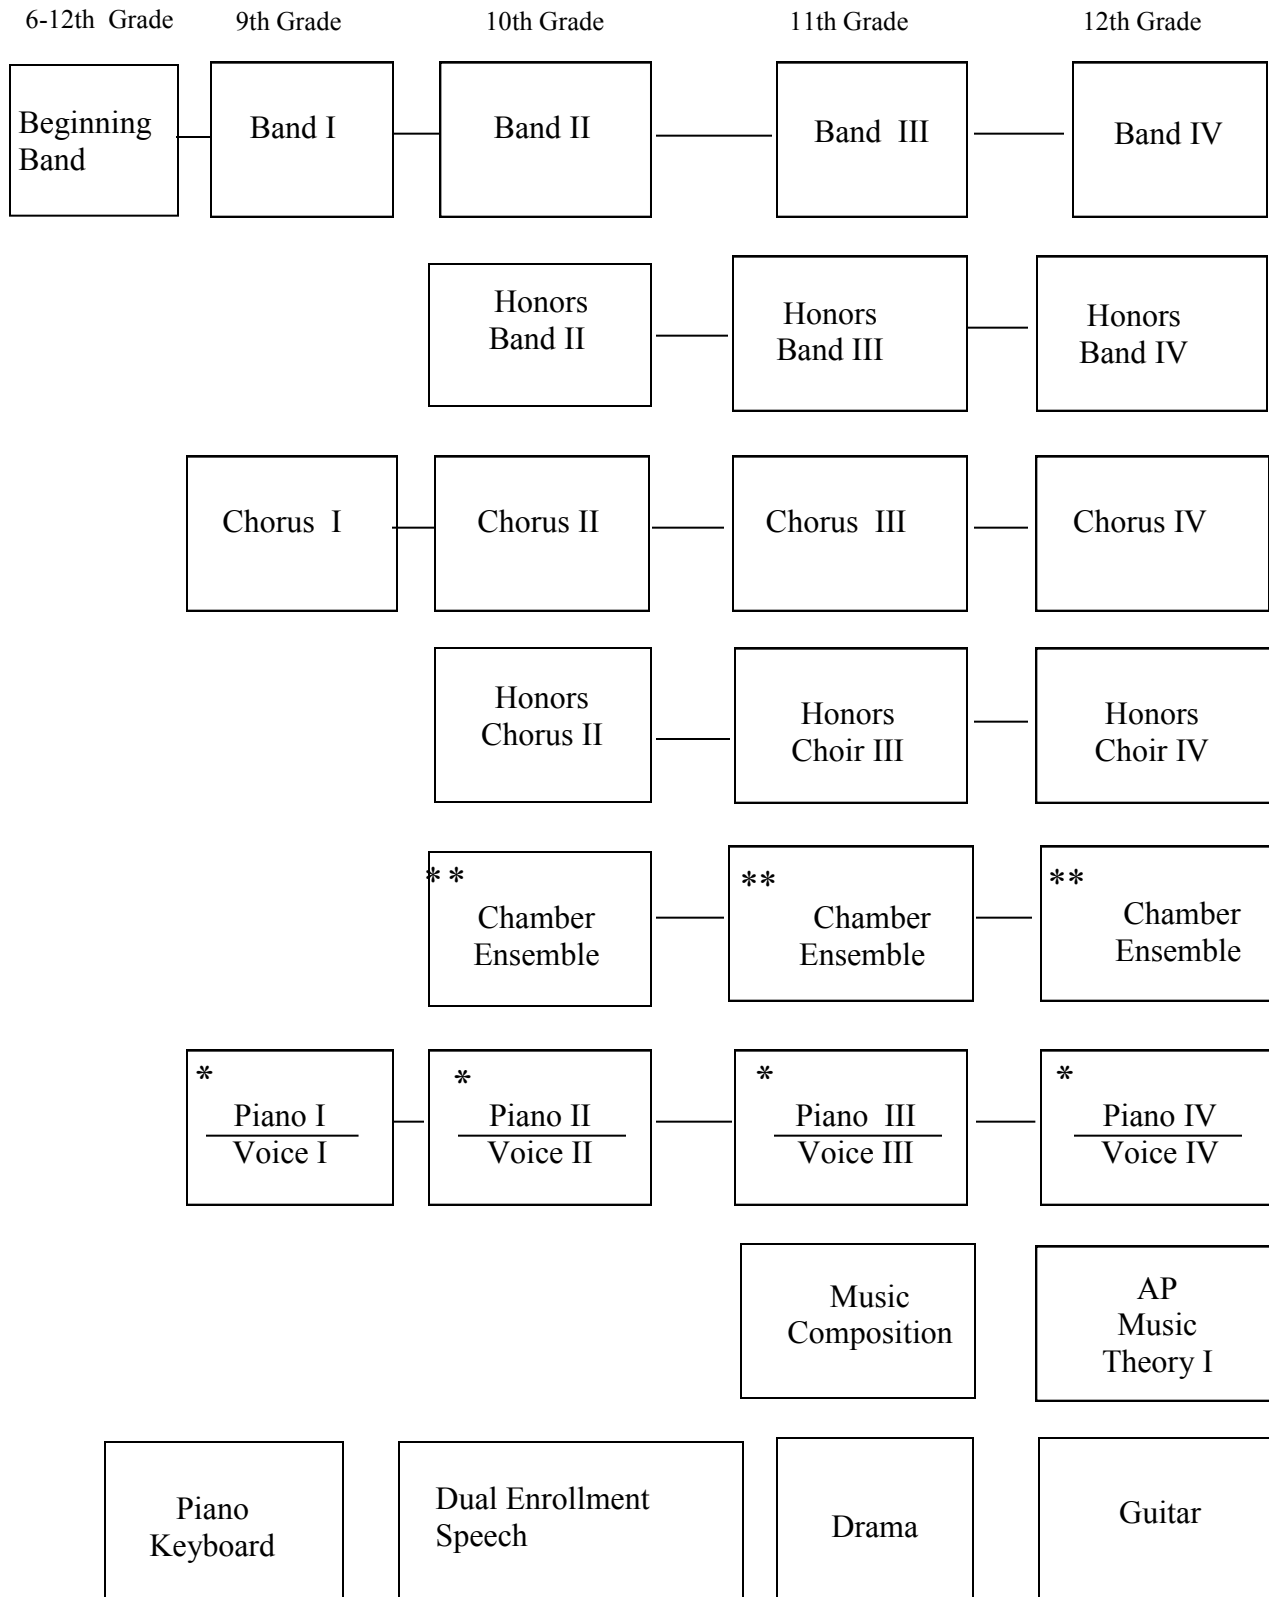 6-12th Grade 9th Grade 10th Grade 11th Grade 12th Grade
Beginning
Band
Band I
Band II
Band III
Band IV
Honors
Band II
Honors
Band III
Honors
Band IV
Chorus I
Chorus II
Chorus III
Chorus IV
Honors
Chorus II
Honors
Choir III
Honors
Choir IV
* *
Chamber
Ensemble
**
Chamber
Ensemble
**
Chamber
Ensemble
*
Piano I
Voice I
*
Piano II
Voice II
*
Piano III
Voice III
*
Piano IV
Voice IV
Music
Composition
AP
Music
Theory I
Piano
Keyboard
Dual Enrollment
Speech
Drama
Guitar